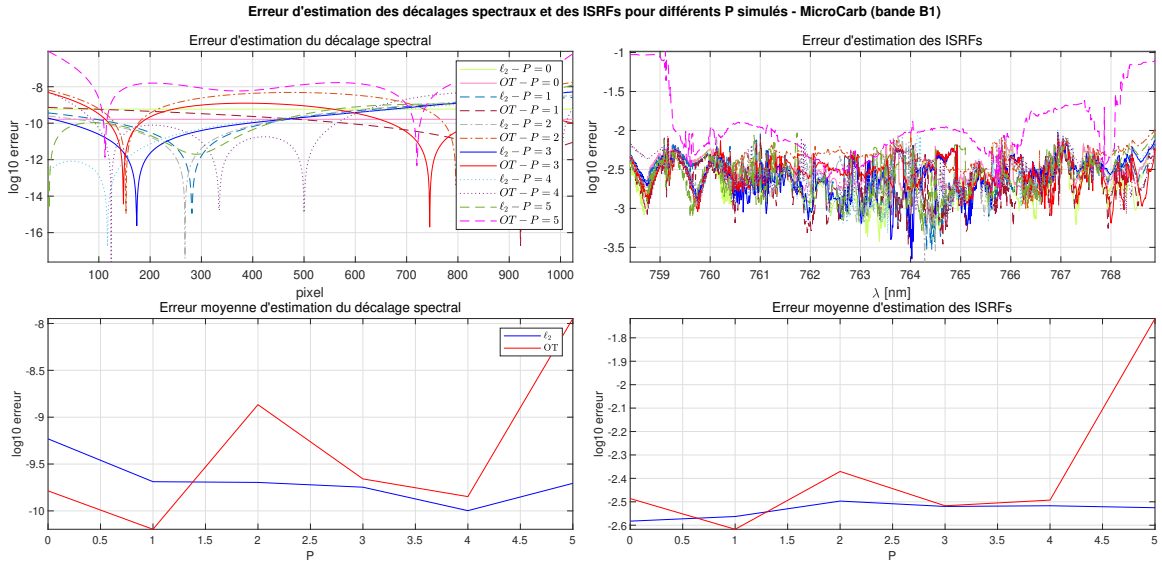 Erreur d'estimation des décalages spectraux et des ISRFs pour différents P simulés - MicroCarb (bande B1)
Erreur d'estimation du décalage spectral
log10 erreur
-8
-10
-12
-14
-16
100 200 300 400 500 600 700 800 900 1000
pixel
ℓ₂ − P = 0
OT − P = 0
ℓ₂ − P = 1
OT − P = 1
ℓ₂ − P = 2
OT − P = 2
ℓ₂ − P = 3
OT − P = 3
ℓ₂ − P = 4
OT − P = 4
ℓ₂ − P = 5
OT − P = 5
Erreur d'estimation des ISRFs
log10 erreur
-1
-1.5
-2
-2.5
-3
-3.5
759 760 761 762 763 764 765 766 767 768
λ [nm]
Erreur moyenne d'estimation du décalage spectral
log10 erreur
-8
-8.5
-9
-9.5
-10
0 0.5 1 1.5 2 2.5 3 3.5 4 4.5 5
P
ℓ₂
OT
Erreur moyenne d'estimation des ISRFs
log10 erreur
-1.8
-1.9
-2
-2.1
-2.2
-2.3
-2.4
-2.5
-2.6
0 0.5 1 1.5 2 2.5 3 3.5 4 4.5 5
P